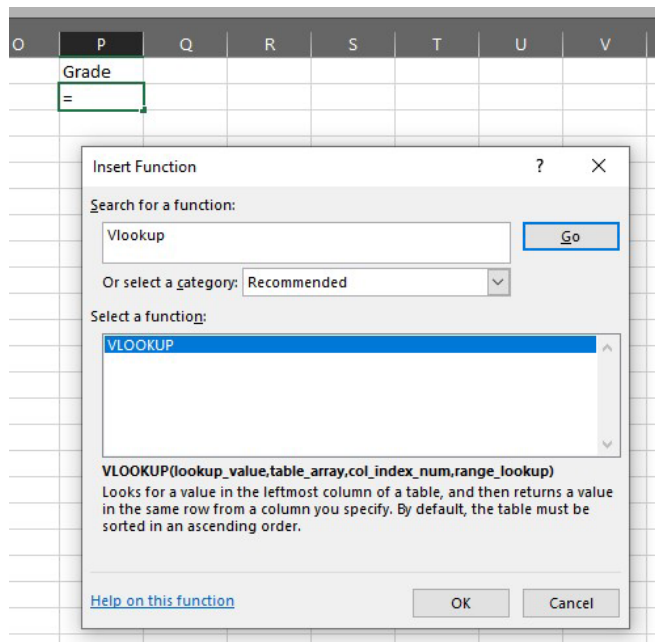 O P Q R S T U V
Grade
=
Insert Function ?
Search for a function:
Vlookup Go
Or select a category: Recommended
Select a function:
VLOOKUP
VLOOKUP(lookup_value,table_array,col_index_num,range_lookup)
Looks for a value in the leftmost column of a table, and then returns a value
in the same row from a column you specify. By default, the table must be
sorted in an ascending order.
Help on this function OK Cancel